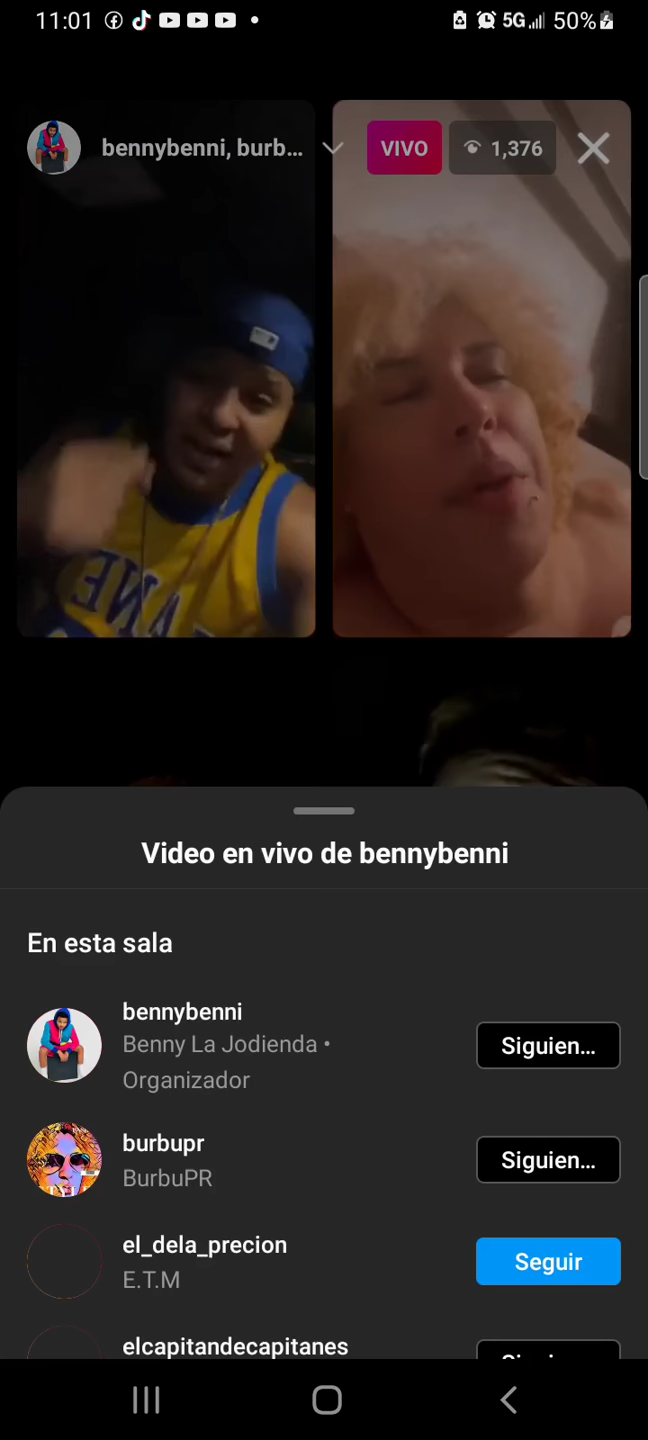 11:01
5G
50%
bennybenni, burb...
VIVO
1,376
Video en vivo de bennybenni
En esta sala
bennybenni
Benny La Jodienda •
Organizador
Siguien...
burbupr
BurbuPR
Siguien...
el_dela_precion
E.T.M
Seguir
elcapitandecapitanes